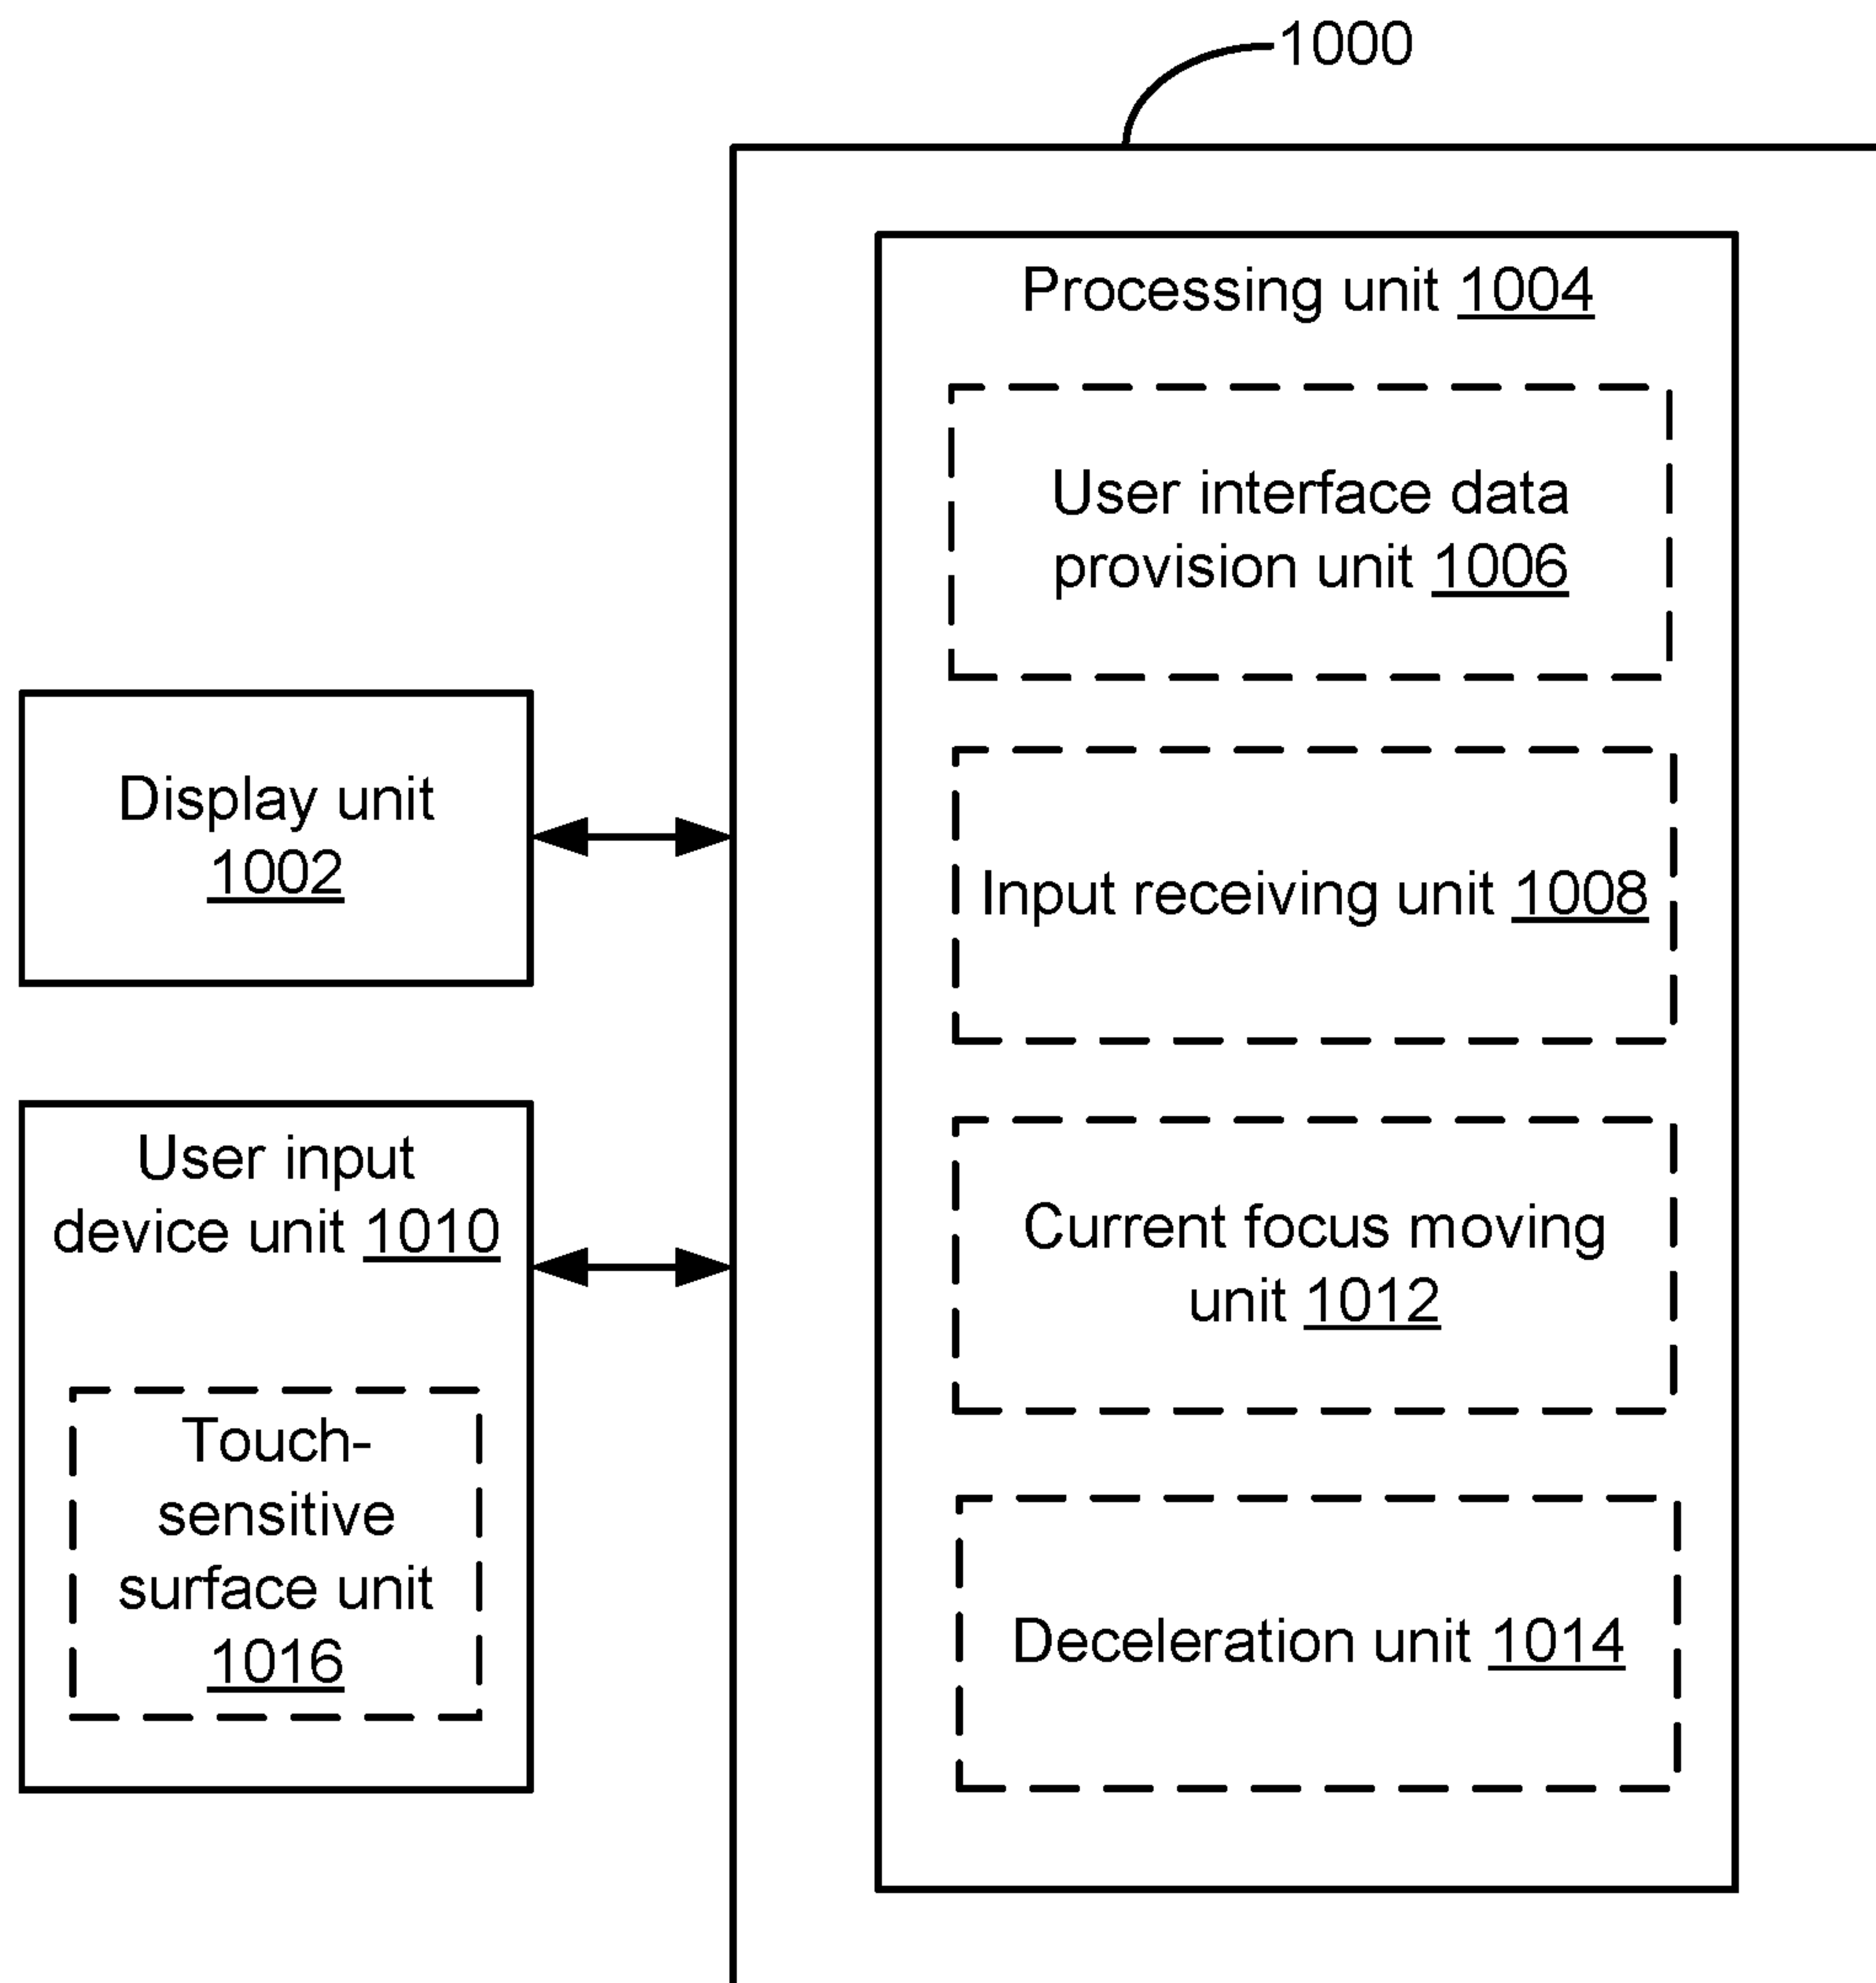 1000
Processing unit 1004
User interface data
provision unit 1006
Display unit
1002
Input receiving unit 1008
User input
device unit 1010
Current focus moving
unit 1012
Touch-
sensitive
surface unit
1016
Deceleration unit 1014